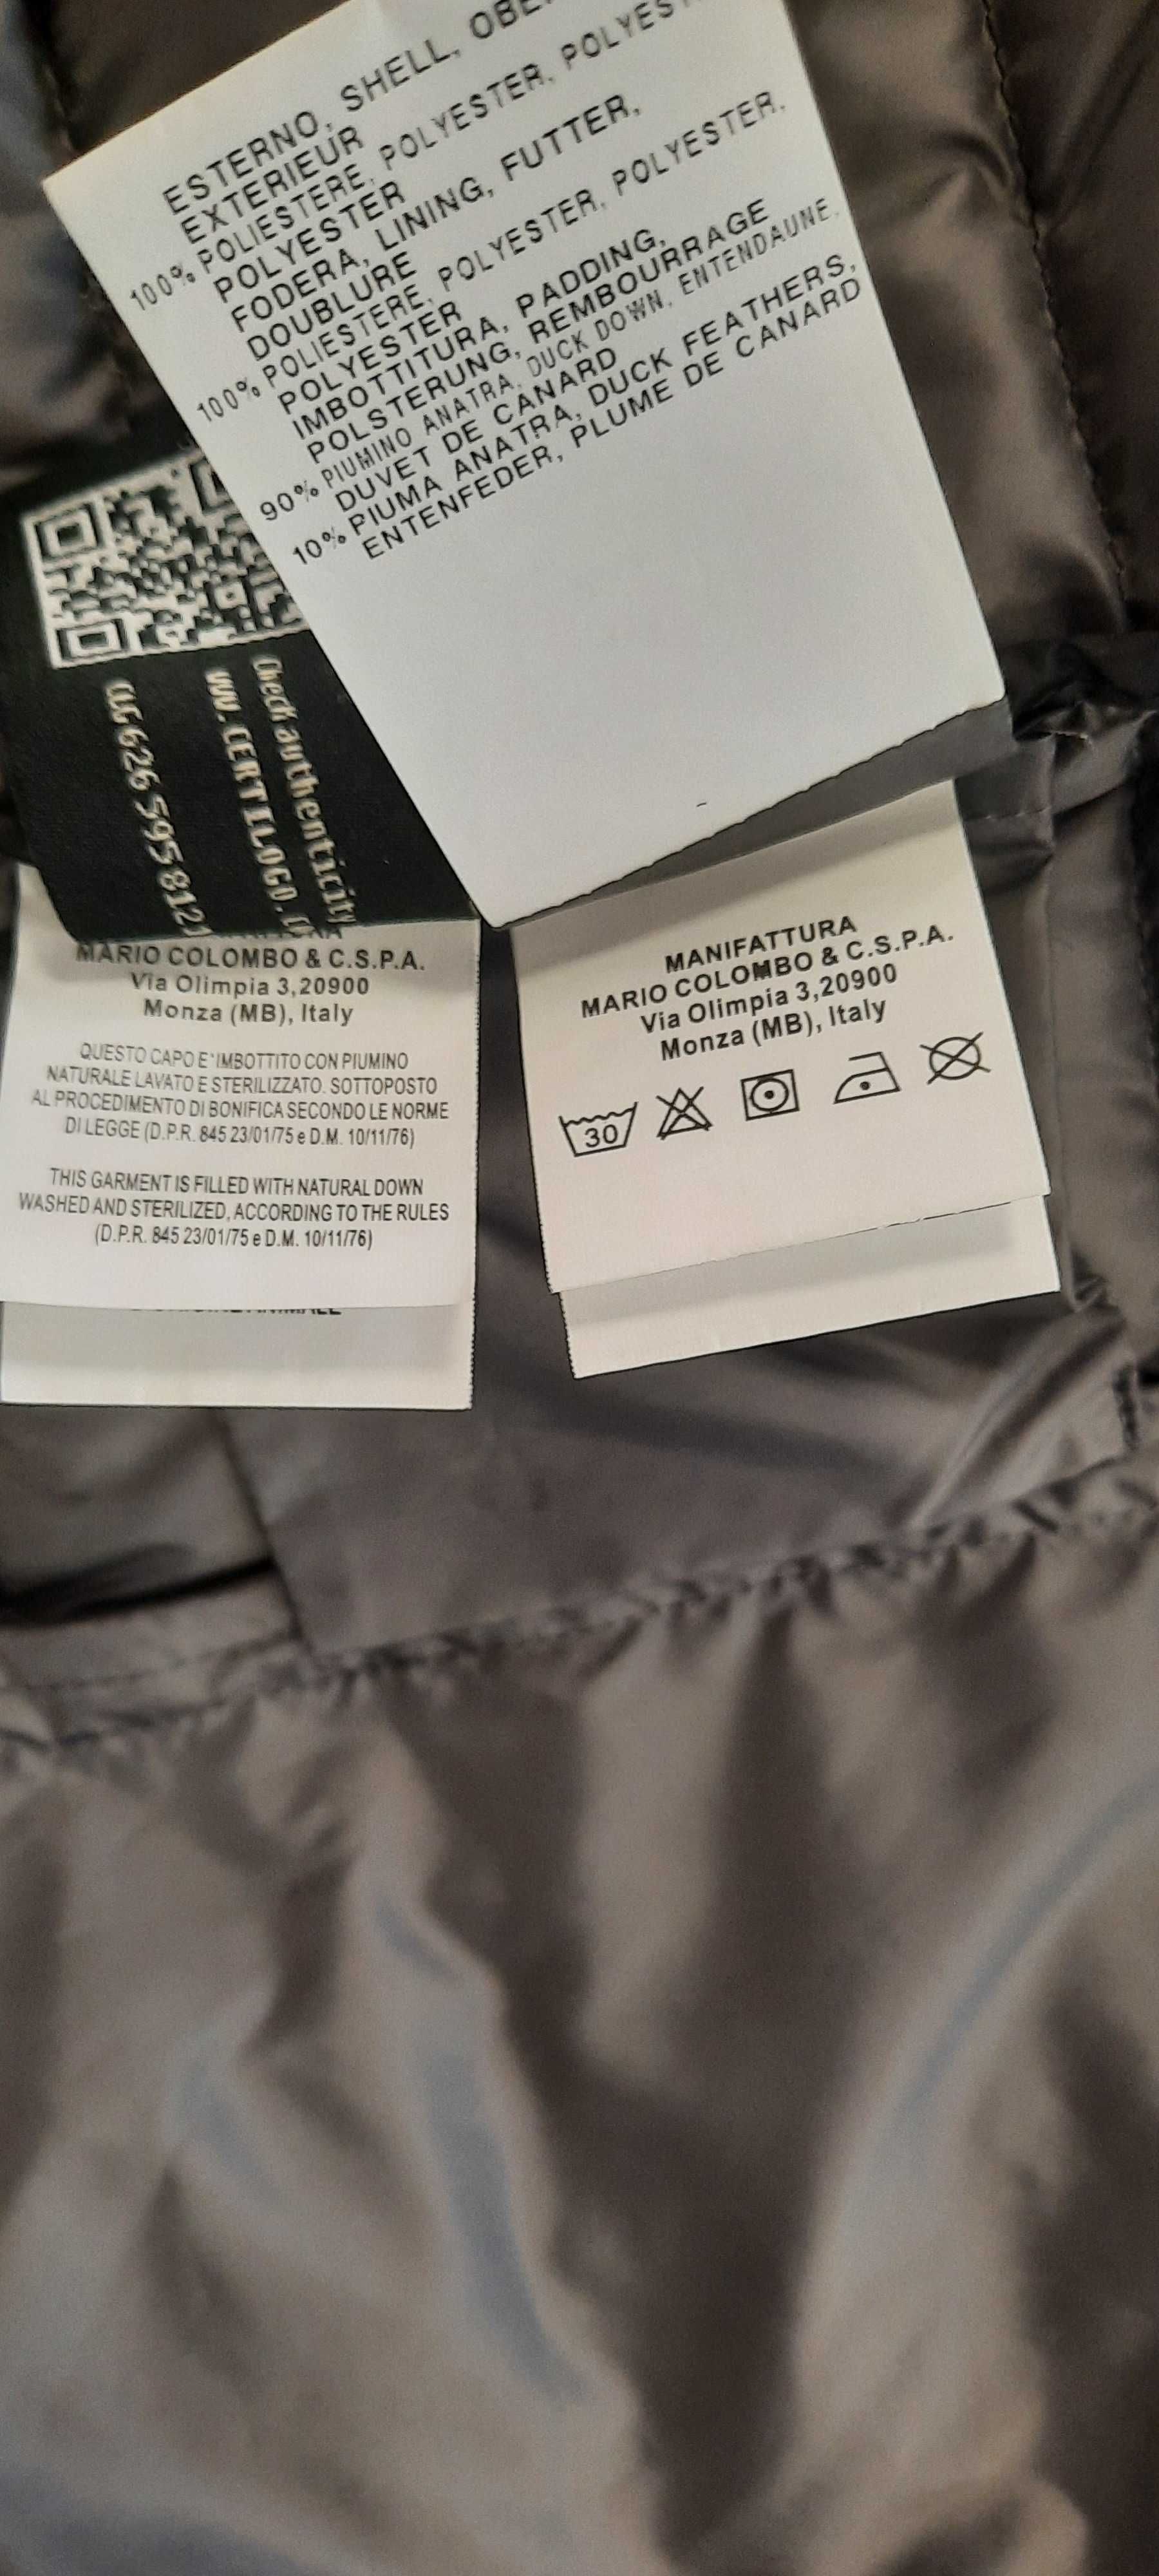 ESTERNO, SHELL,
EXTERIEUR
100% POLIESTERE, POLYESTER,
POLYESTER
FODERA, LINING, FUTTER,
DOUBLURE
100% POLIESTERE, POLYESTER, POLYESTER,
POLYESTER
IMBOTTITURA, PADDING,
POLSTERUNG, REMBOURRAGE
90% PIUMINO ANATRA, DUCK DOWN, ENTENDAUNE,
DUVET DE CANARD
10% PIUMA ANATRA, DUCK FEATHERS,
ENTENFEDER, PLUME DE CANARD
Check authenticity
WW.CERTILOGO.
MARIO COLOMBO & C.S.P.A.
Via Olimpia 3,20900
Monza (MB), Italy
QUESTO CAPO E' IMBOTTITO CON PIUMINO
NATURALE LAVATO E STERILIZZATO. SOTTOPOSTO
AL PROCEDIMENTO DI BONIFICA SECONDO LE NORME
DI LEGGE (D.P.R. 845 23/01/75 e D.M. 10/11/76)
THIS GARMENT IS FILLED WITH NATURAL DOWN
WASHED AND STERILIZED, ACCORDING TO THE RULES
(D.P.R. 845 23/01/75 e D.M. 10/11/76)
MANIFATTURA
MARIO COLOMBO & C.S.P.A.
Via Olimpia 3,20900
Monza (MB), Italy
30